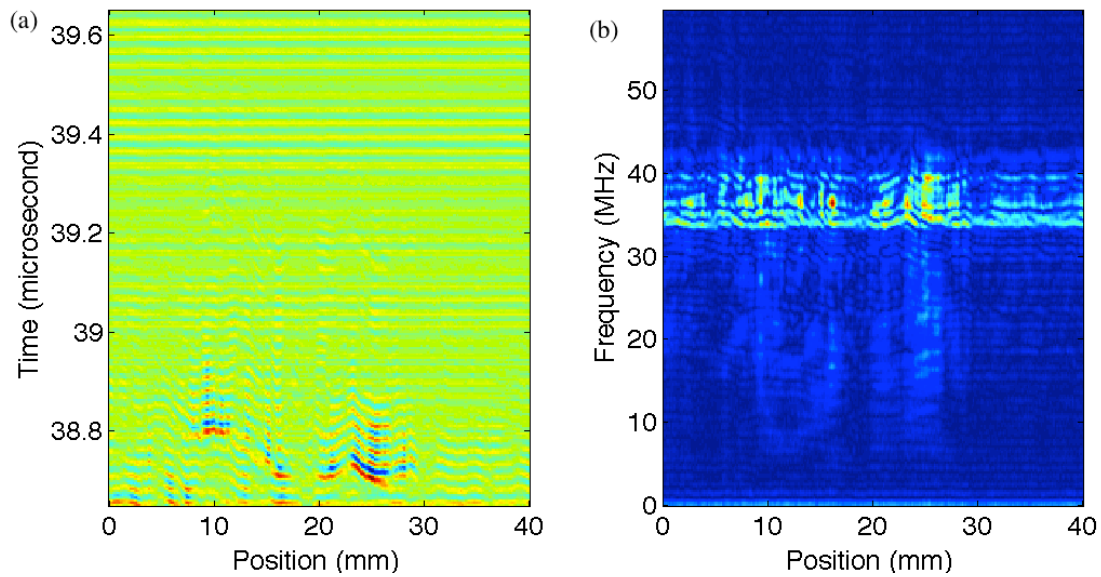 (a)
39.6
39.4
39.2
39
38.8
Time (microsecond)
0 10 20 30 40
Position (mm)
(b)
50
40
30
20
10
0
Frequency (MHz)
0 10 20 30 40
Position (mm)